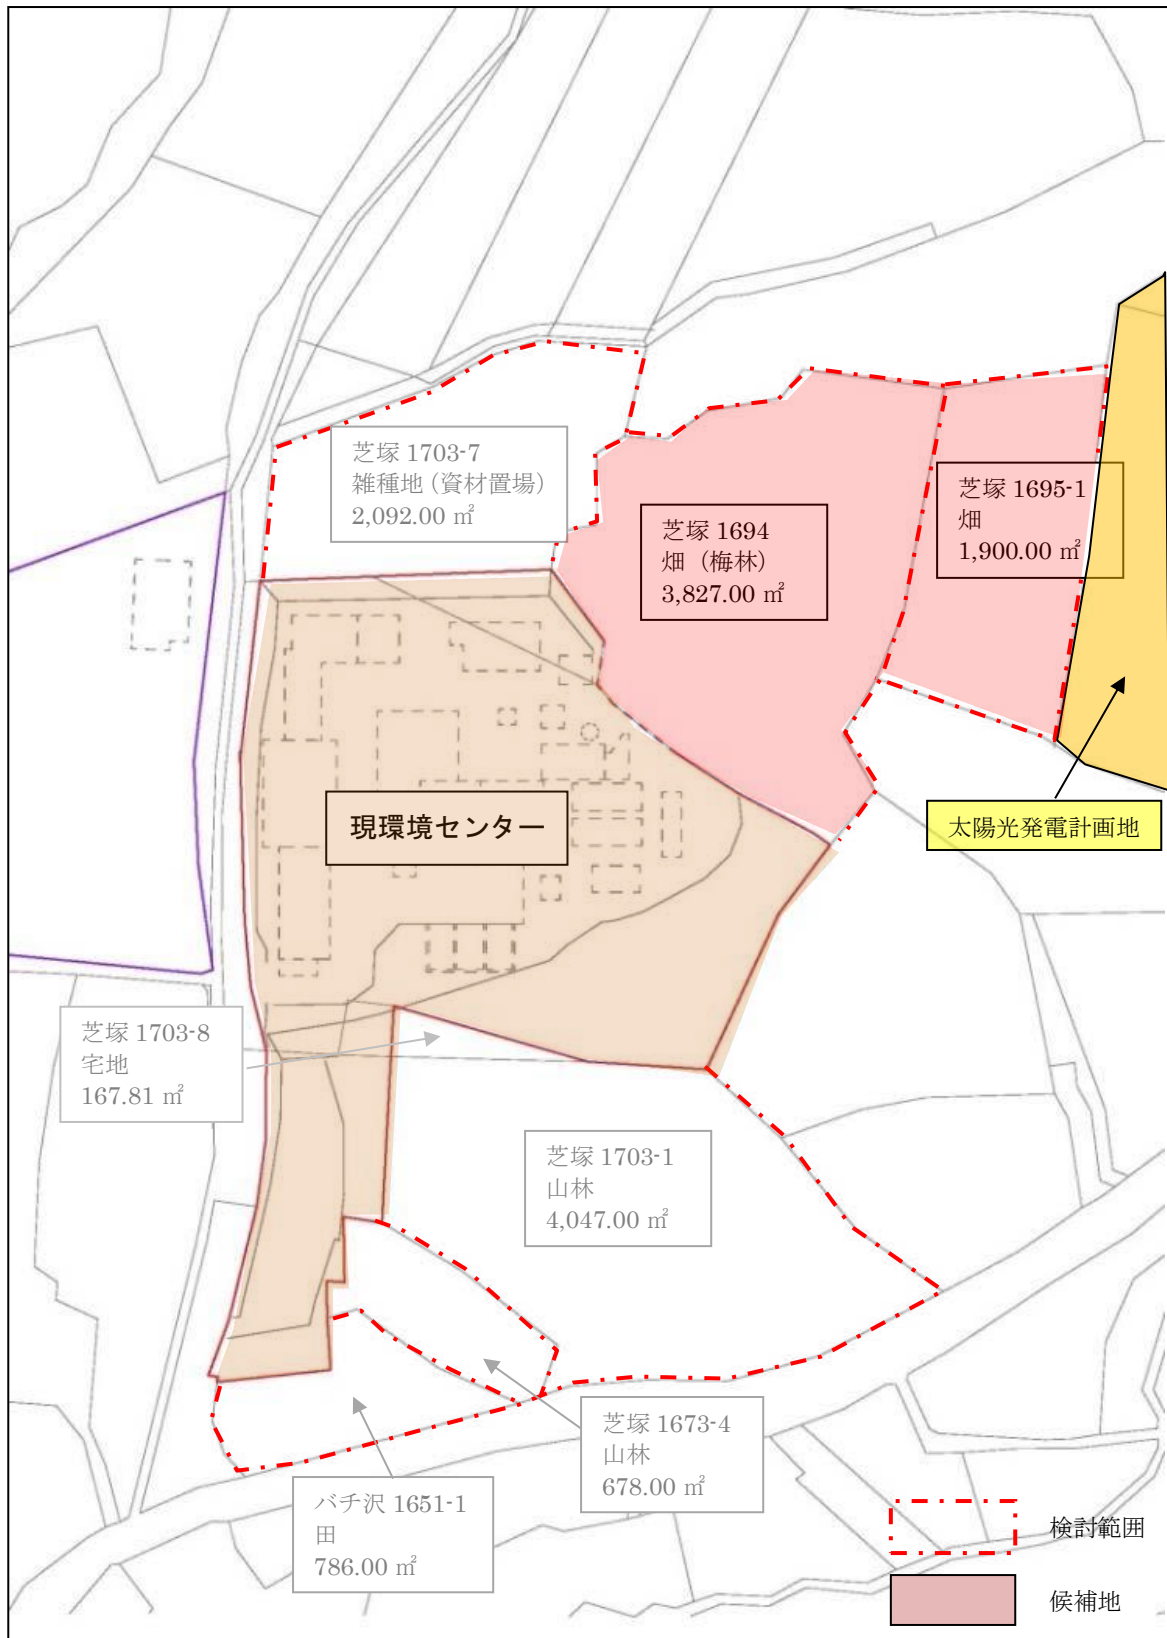 芝塚 1703-7
雑種地（資材置場）
2,092.00 ㎡
芝塚 1694
畑（梅林）
3,827.00 ㎡
芝塚 1695-1
畑
1,900.00 ㎡
現環境センター
太陽光発電計画地
芝塚 1703-8
宅地
167.81 ㎡
芝塚 1703-1
山林
4,047.00 ㎡
芝塚 1673-4
山林
678.00 ㎡
バチ沢 1651-1
田
786.00 ㎡
検討範囲
候補地